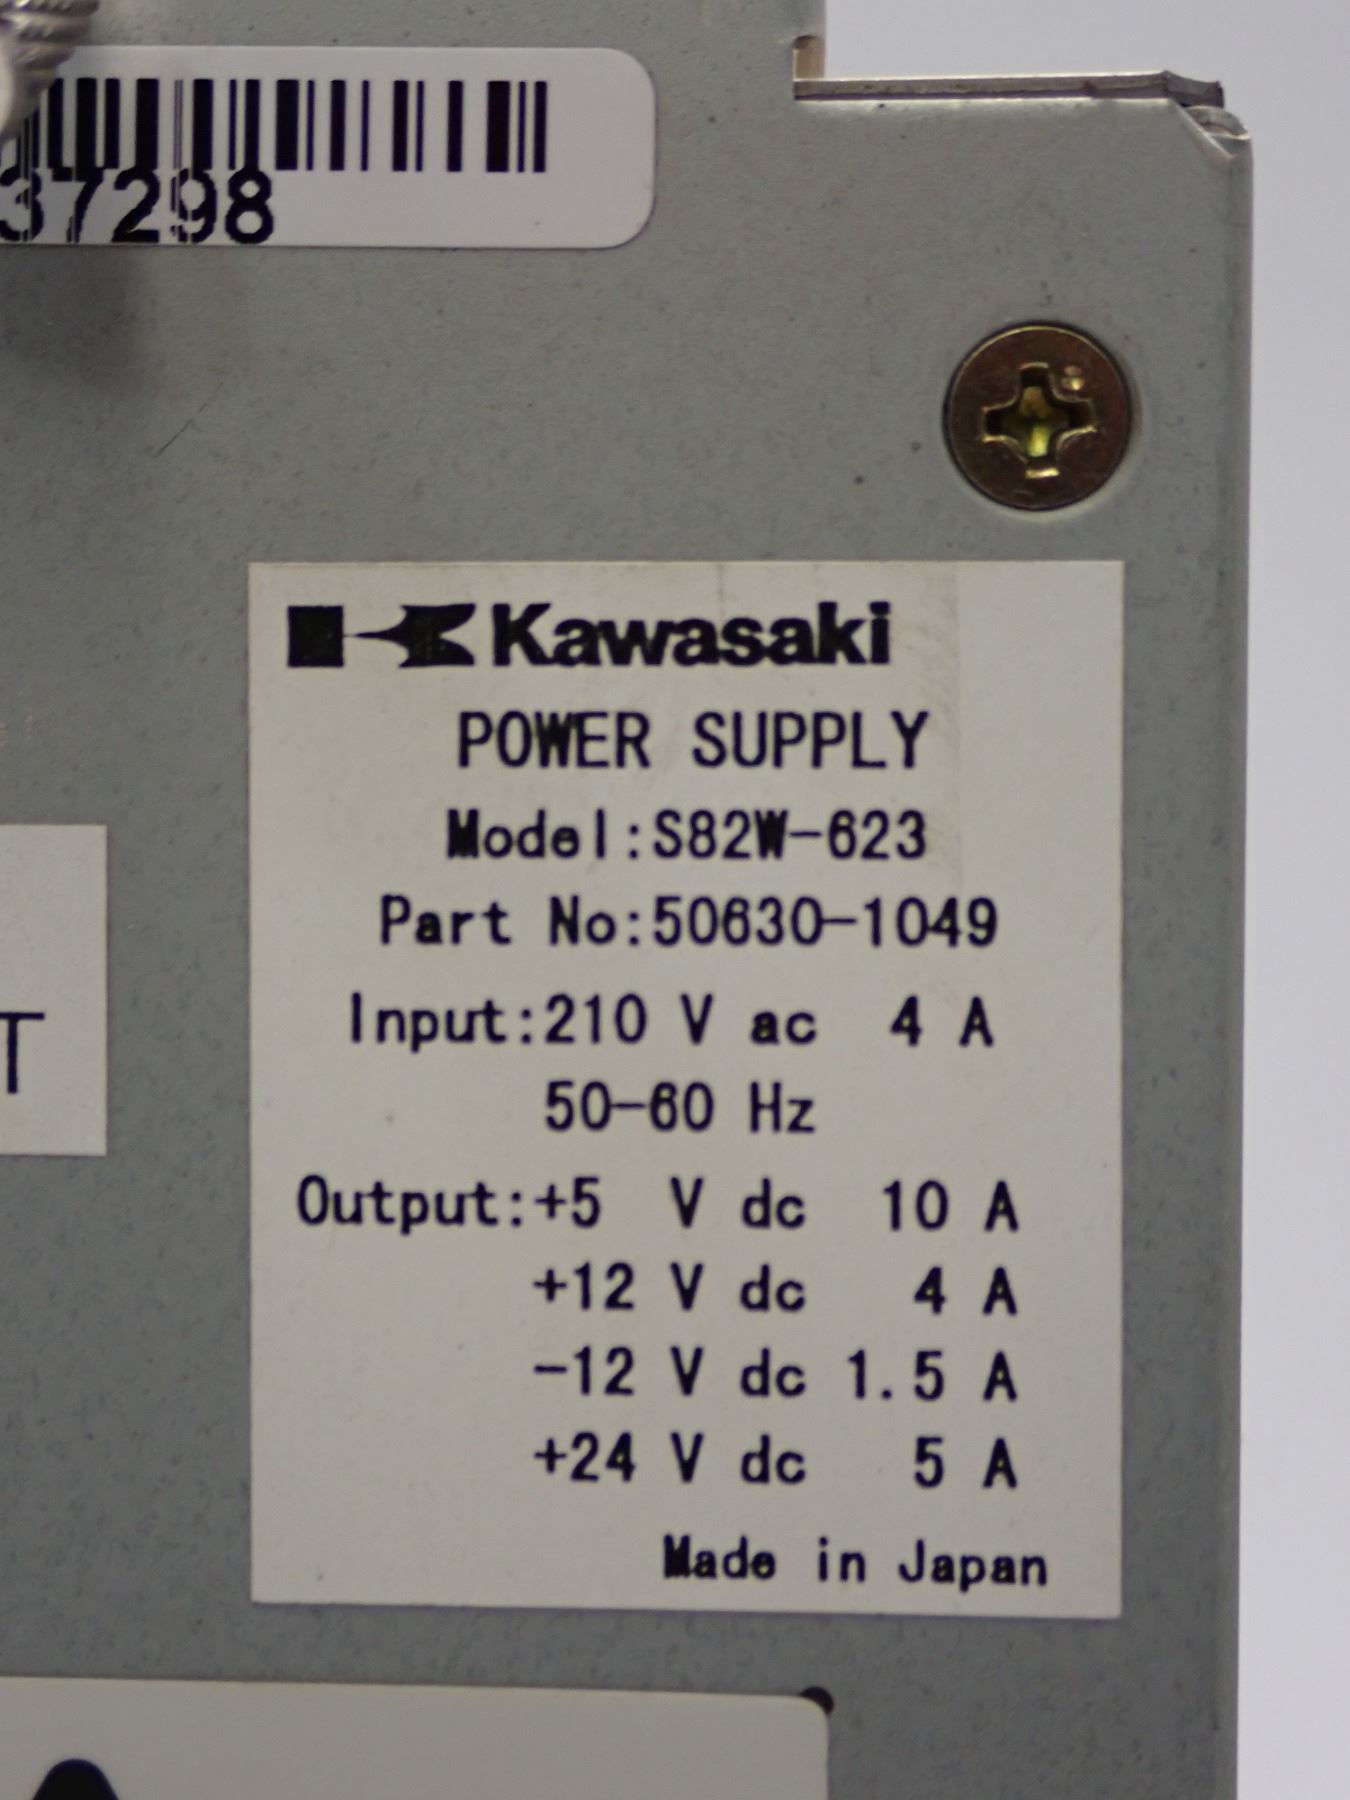 37298
Kawasaki
POWER SUPPLY
Model:S82W-623
Part No:50630-1049
Input:210 V ac 4 A
50-60 Hz
T
Output:+5 V dc 10 A
+12 V dc 4 A
-12 V dc 1.5 A
+24 V dc 5 A
Made in Japan